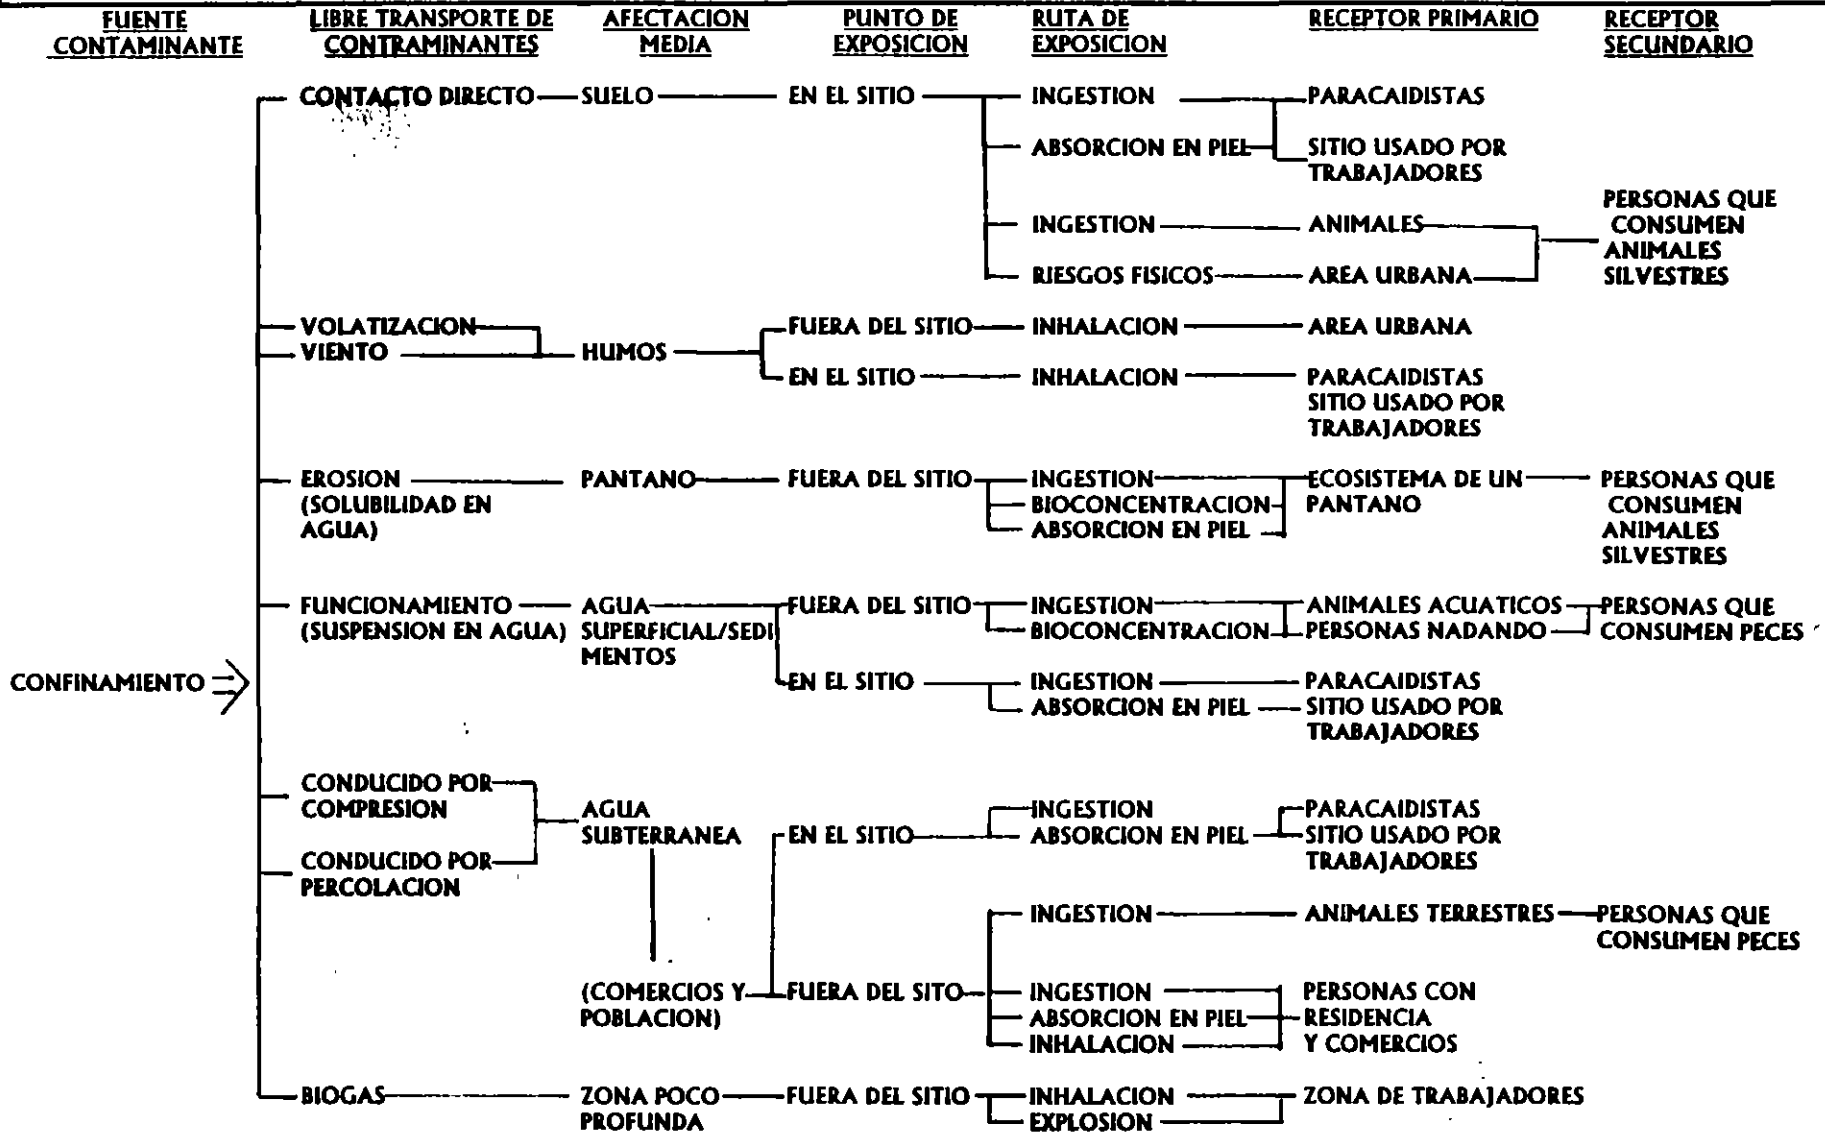 FUENTE CONTAMINANTE
LIBRE TRANSPORTE DE CONTRAMINANTES
AFECTACION MEDIA
PUNTO DE EXPOSICION
RUTA DE EXPOSICION
RECEPTOR PRIMARIO
RECEPTOR SECUNDARIO
CONFINAMIENTO
CONTACTO DIRECTO
SUELO
EN EL SITIO
INGESTION
PARACAIDISTAS
ABSORCION EN PIEL
SITIO USADO POR
TRABAJADORES
INGESTION
ANIMALES
RIESGOS FISICOS
AREA URBANA
PERSONAS QUE
CONSUMEN
ANIMALES
SILVESTRES
VOLATIZACION
VIENTO
HUMOS
FUERA DEL SITIO
INHALACION
AREA URBANA
EN EL SITIO
INHALACION
PARACAIDISTAS
SITIO USADO POR
TRABAJADORES
EROSION
(SOLUBILIDAD EN
AGUA)
PANTANO
FUERA DEL SITIO
INGESTION
BIOCONCENTRACION
ABSORCION EN PIEL
ECOSISTEMA DE UN
PANTANO
PERSONAS QUE
CONSUMEN
ANIMALES
SILVESTRES
FUNCIONAMIENTO
(SUSPENSION EN AGUA)
AGUA
SUPERFICIAL/SEDI
MENTOS
FUERA DEL SITIO
INGESTION
BIOCONCENTRACION
ANIMALES ACUATICOS
PERSONAS NADANDO
PERSONAS QUE
CONSUMEN PECES
EN EL SITIO
INGESTION
ABSORCION EN PIEL
PARACAIDISTAS
SITIO USADO POR
TRABAJADORES
CONDUCIDO POR
COMPRESION
CONDUCIDO POR
PERCOLACION
AGUA
SUBTERRANEA
EN EL SITIO
INGESTION
ABSORCION EN PIEL
PARACAIDISTAS
SITIO USADO POR
TRABAJADORES
(COMERCIOS Y
POBLACION)
FUERA DEL SITO
INGESTION
ANIMALES TERRESTRES
PERSONAS QUE
CONSUMEN PECES
INGESTION
ABSORCION EN PIEL
INHALACION
PERSONAS CON
RESIDENCIA
Y COMERCIOS
BIOGAS
ZONA POCO
PROFUNDA
FUERA DEL SITIO
INHALACION
EXPLOSION
ZONA DE TRABAJADORES